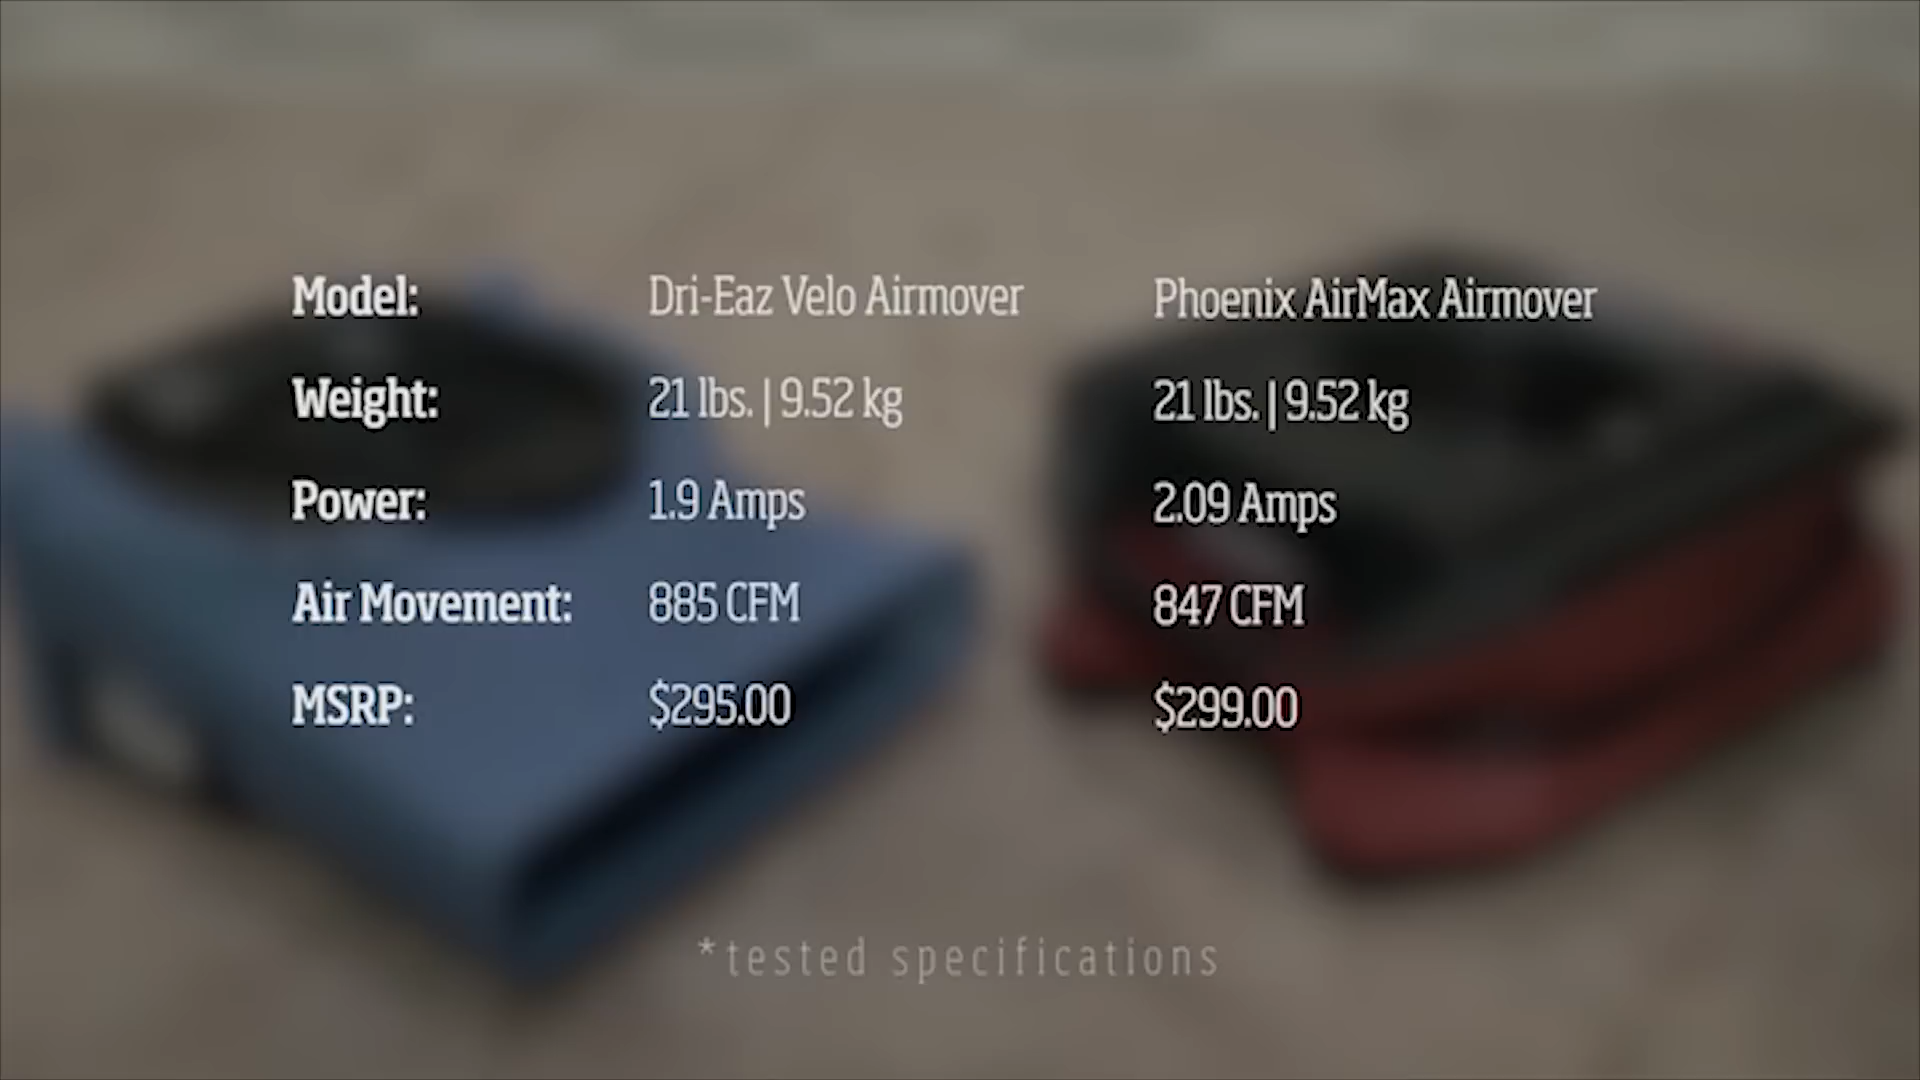 Model: Dri-Eaz Velo Airmover Phoenix AirMax Airmover
Weight: 21 lbs. | 9.52 kg 21 lbs. | 9.52 kg
Power: 1.9 Amps 2.09 Amps
Air Movement: 885 CFM 847 CFM
MSRP: $295.00 $299.00
*tested specifications